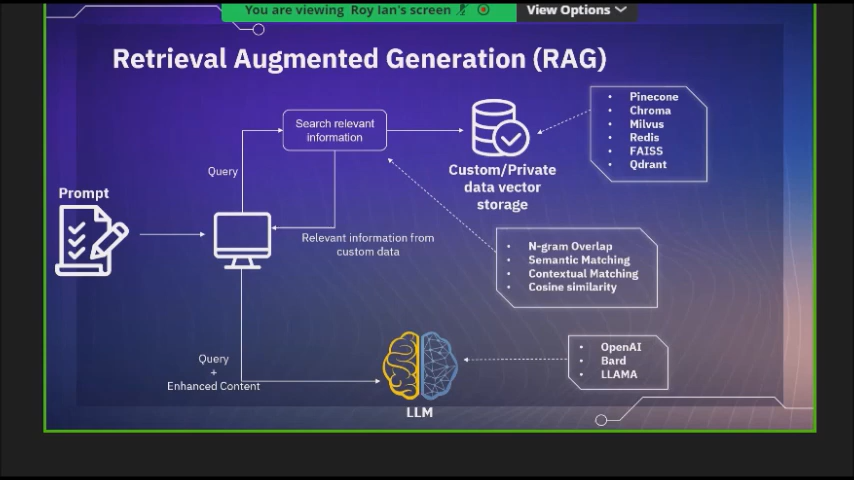 You are viewing Roy Ian's screen
View Options
Retrieval Augmented Generation (RAG)
Search relevant
information
• Pinecone
• Chroma
• Milvus
• Redis
• FAISS
• Qdrant
Custom/Private
data vector
storage
Query
Prompt
Relevant information from
custom data
• N-gram Overlap
• Semantic Matching
• Contextual Matching
• Cosine similarity
• OpenAI
• Bard
• LLAMA
Query
+
Enhanced Content
LLM